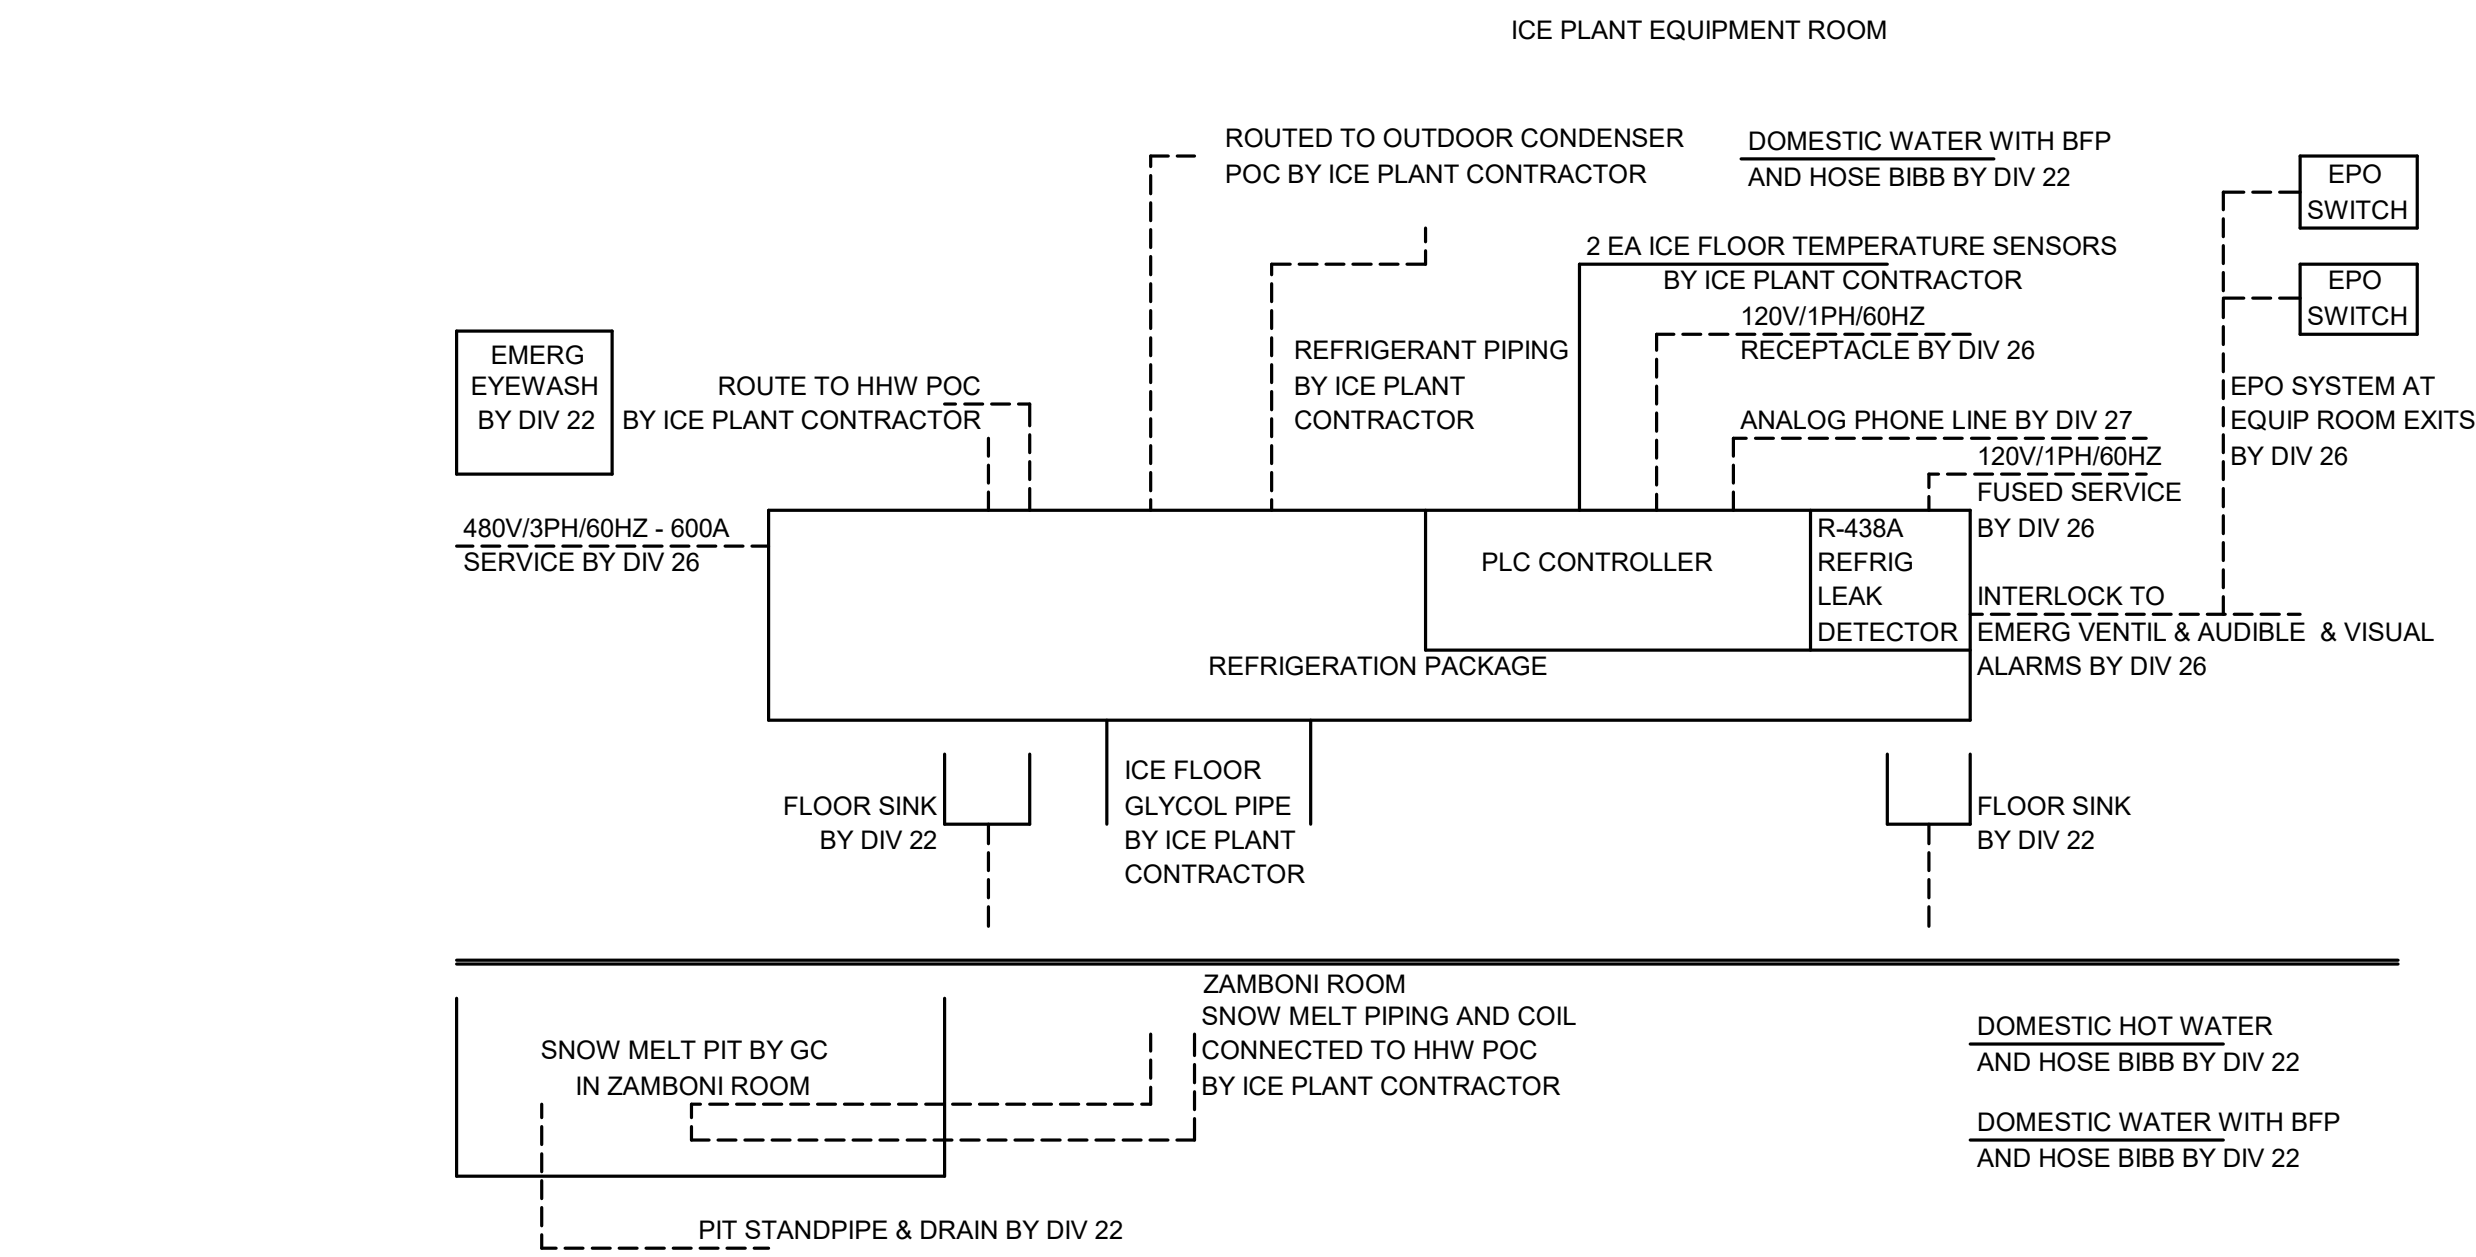 ICE PLANT EQUIPMENT ROOM
ROUTED TO OUTDOOR CONDENSER
POC BY ICE PLANT CONTRACTOR
DOMESTIC WATER WITH BFP
AND HOSE BIBB BY DIV 22
EPO
SWITCH
2 EA ICE FLOOR TEMPERATURE SENSORS
BY ICE PLANT CONTRACTOR
EPO
SWITCH
120V/1PH/60HZ
RECEPTACLE BY DIV 26
EMERG
EYEWASH
BY DIV 22
ROUTE TO HHW POC
BY ICE PLANT CONTRACTOR
REFRIGERANT PIPING
BY ICE PLANT
CONTRACTOR
ANALOG PHONE LINE BY DIV 27
EPO SYSTEM AT
EQUIP ROOM EXITS
BY DIV 26
120V/1PH/60HZ
FUSED SERVICE
BY DIV 26
480V/3PH/60HZ - 600A
SERVICE BY DIV 26
PLC CONTROLLER
R-438A
REFRIG
LEAK
DETECTOR
INTERLOCK TO
EMERG VENTIL & AUDIBLE & VISUAL
ALARMS BY DIV 26
REFRIGERATION PACKAGE
FLOOR SINK
BY DIV 22
ICE FLOOR
GLYCOL PIPE
BY ICE PLANT
CONTRACTOR
FLOOR SINK
BY DIV 22
ZAMBONI ROOM
SNOW MELT PIPING AND COIL
CONNECTED TO HHW POC
BY ICE PLANT CONTRACTOR
SNOW MELT PIT BY GC
IN ZAMBONI ROOM
DOMESTIC HOT WATER
AND HOSE BIBB BY DIV 22
DOMESTIC WATER WITH BFP
AND HOSE BIBB BY DIV 22
PIT STANDPIPE & DRAIN BY DIV 22